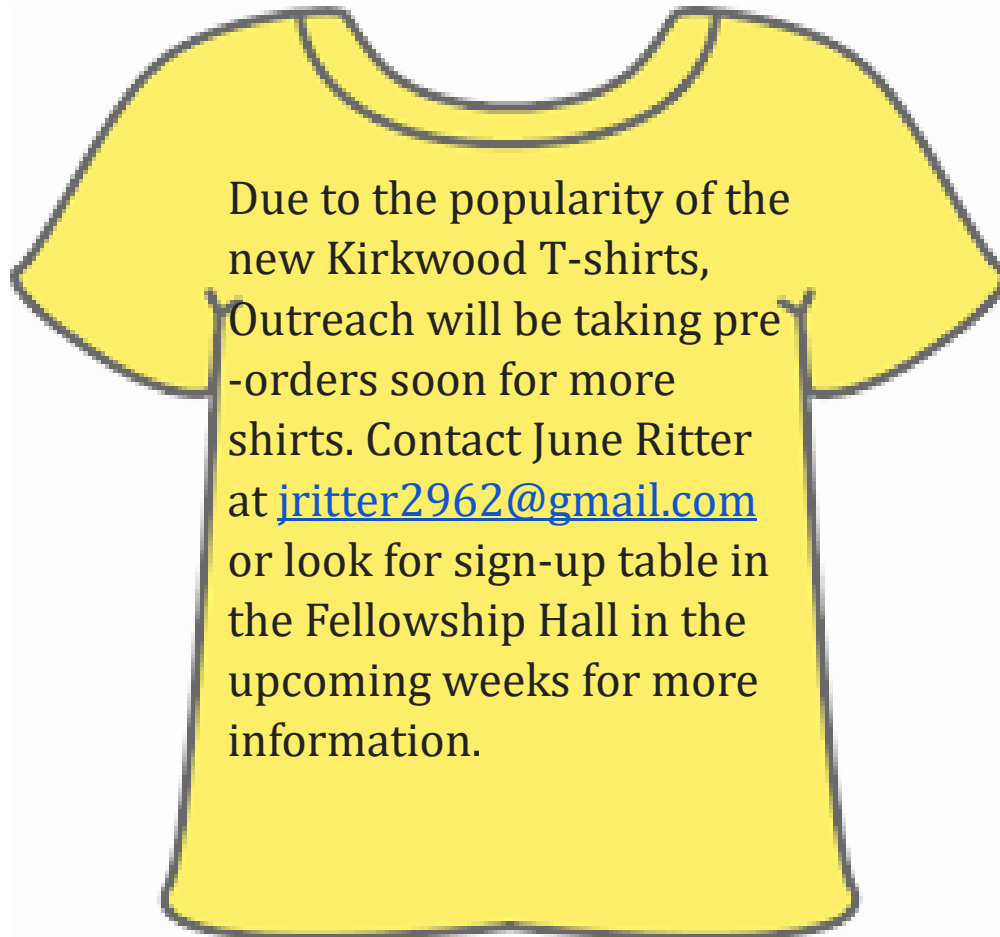 Due to the popularity of the
new Kirkwood T-shirts,
Outreach will be taking pre
-orders soon for more
shirts. Contact June Ritter
at jritter2962@gmail.com
or look for sign-up table in
the Fellowship Hall in the
upcoming weeks for more
information.